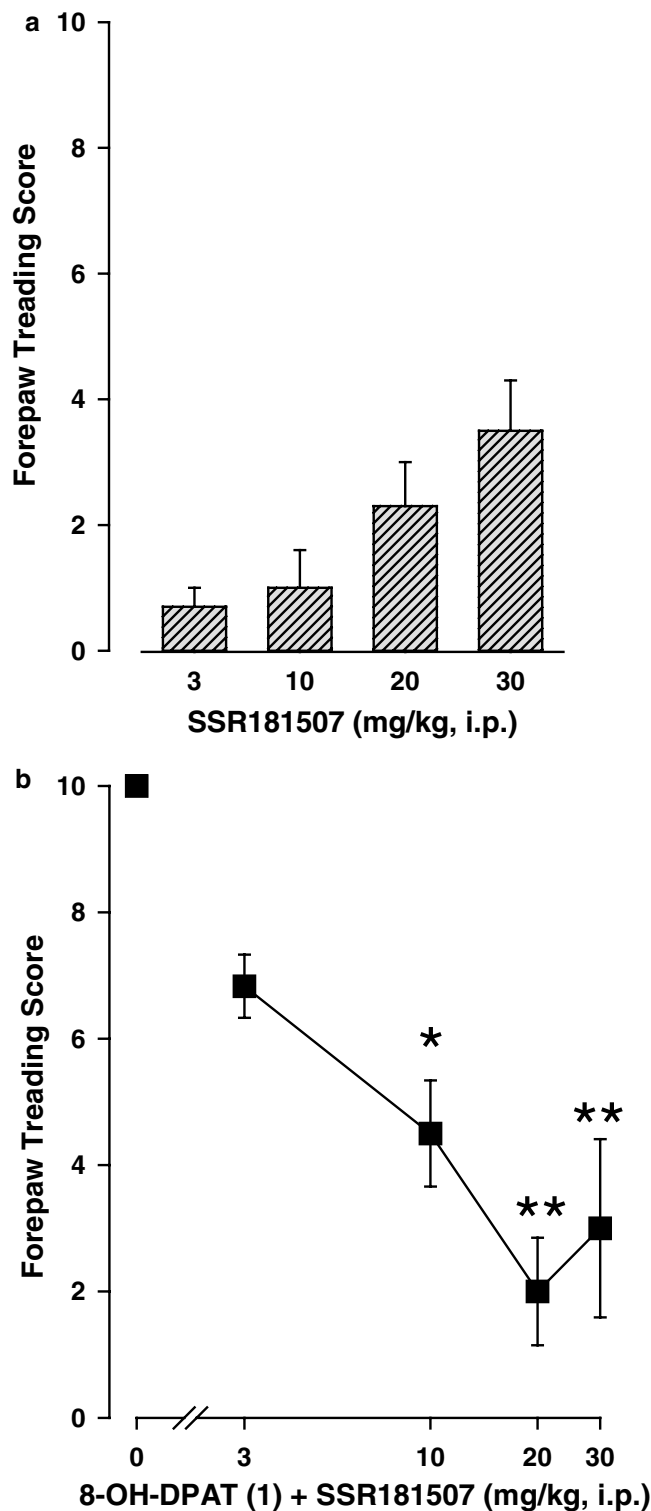 a
10
8
6
4
2
0
Forepaw Treading Score
3 10 20 30
SSR181507 (mg/kg, i.p.)
b
10
8
6
4
2
0
Forepaw Treading Score
*
**
**
0 3 10 20 30
8-OH-DPAT (1) + SSR181507 (mg/kg, i.p.)